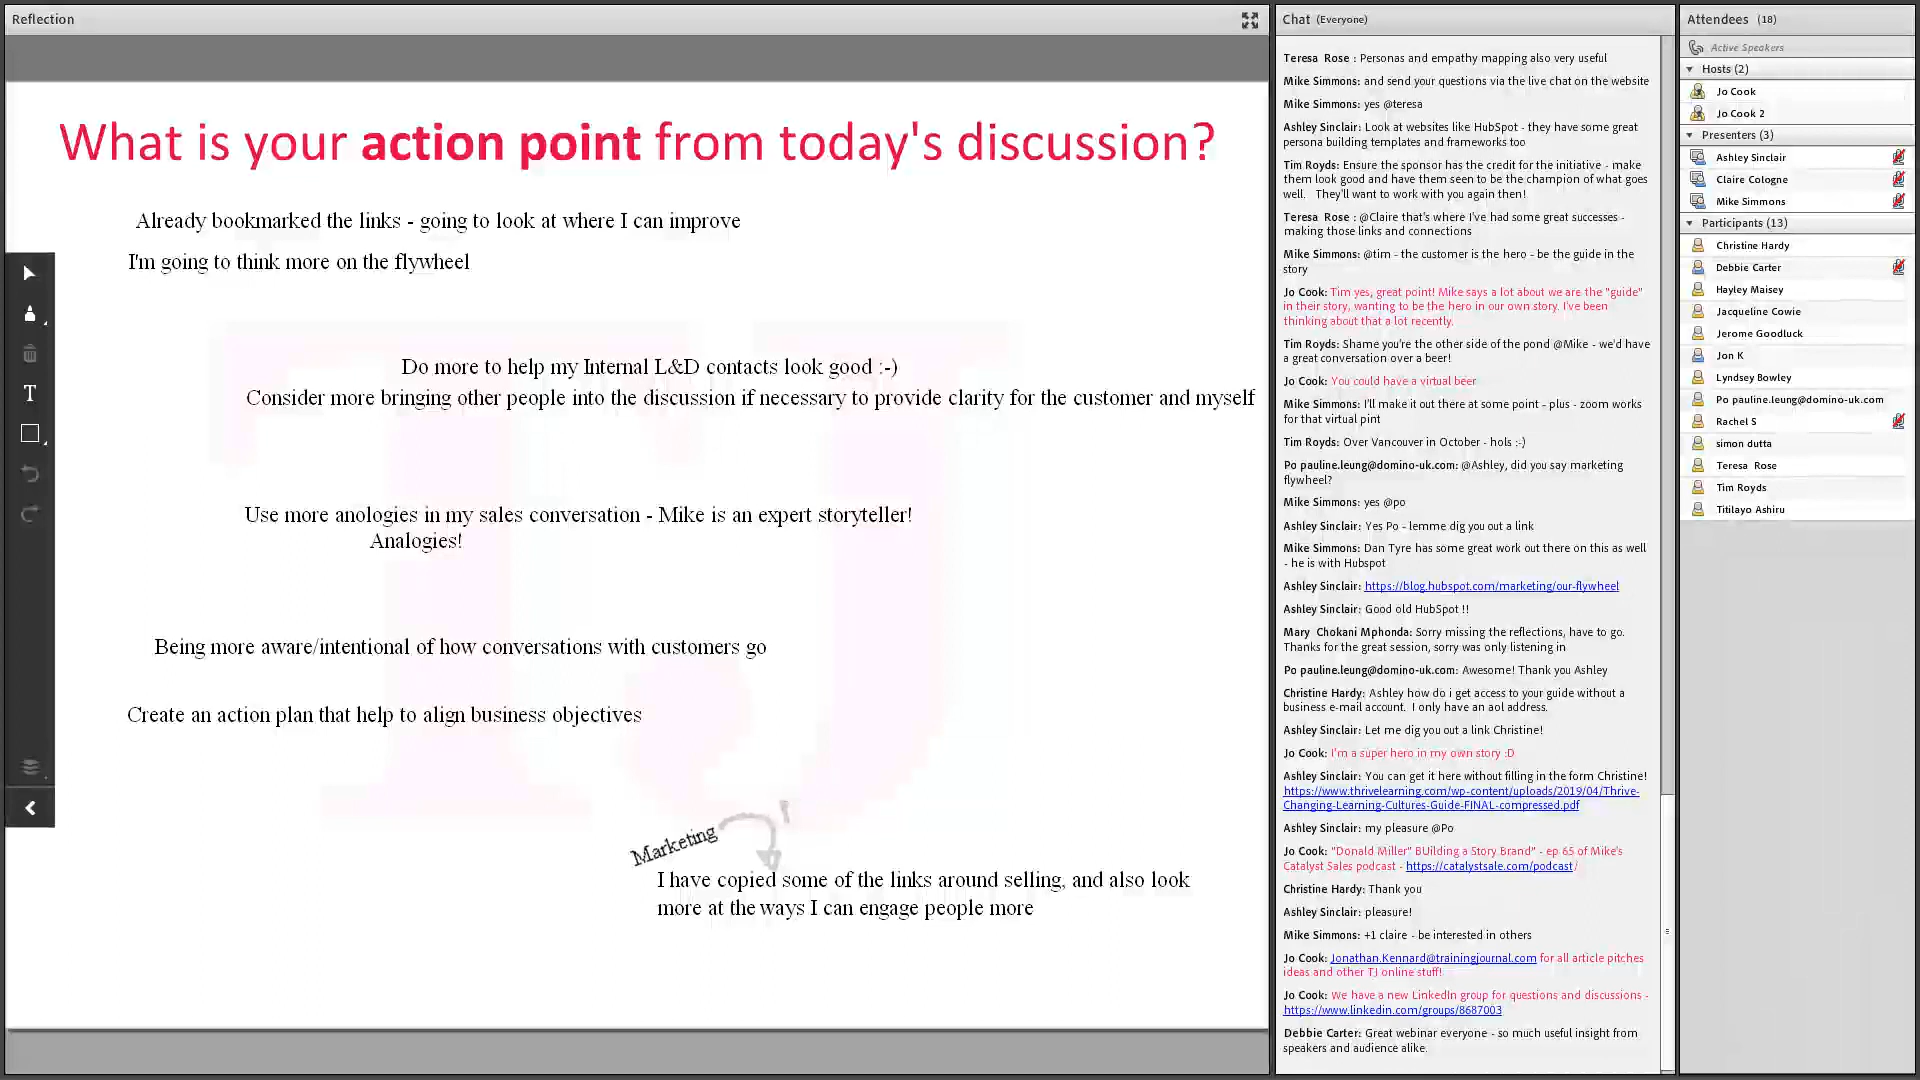 Reflection
What is your action point from today's discussion?
Already bookmarked the links - going to look at where I can improve
I'm going to think more on the flywheel
Do more to help my Internal L&D contacts look good :-)
Consider more bringing other people into the discussion if necessary to provide clarity for the customer and myself
Use more anologies in my sales conversation - Mike is an expert storyteller!
Analogies!
Being more aware/intentional of how conversations with customers go
Create an action plan that help to align business objectives
Marketing
I have copied some of the links around selling, and also look
more at the ways I can engage people more
TJ
T
Chat (Everyone)
Teresa Rose : Personas and empathy mapping also very useful
Mike Simmons: and send your questions via the live chat on the website
Mike Simmons: yes @teresa
Ashley Sinclair: Look at websites like HubSpot - they have some great
persona building templates and frameworks too
Tim Royds: Ensure the sponsor has the credit for the initiative - make
them look good and have them seen to be the champion of what goes
well. They'll want to work with you again then!
Teresa Rose : @Claire that's where I've had some great successes -
making those links and connections
Mike Simmons: @tim - the customer is the hero - be the guide in the
story
Jo Cook: Tim yes, great point! Mike says a lot about we are the "guide"
in their story, wanting to be the hero in our own story. I've been
thinking about that a lot recently.
Tim Royds: Shame you're the other side of the pond @Mike - we'd have
a great conversation over a beer!
Jo Cook: You could have a virtual beer
Mike Simmons: I'll make it out there at some point - plus - zoom works
for that virtual pint
Tim Royds: Over Vancouver in October - hols :-)
Po pauline.leung@domino-uk.com: @Ashley, did you say marketing
flywheel?
Mike Simmons: yes @po
Ashley Sinclair: Yes Po - lemme dig you out a link
Mike Simmons: Dan Tyre has some great work out there on this as well
- he is with Hubspot
Ashley Sinclair: https://blog.hubspot.com/marketing/our-flywheel
Ashley Sinclair: Good old HubSpot !!
Mary Chokani Mphonda: Sorry missing the reflections, have to go.
Thanks for the great session, sorry was only listening in
Po pauline.leung@domino-uk.com: Awesome! Thank you Ashley
Christine Hardy: Ashley how do i get access to your guide without a
business e-mail account. I only have an aol address.
Ashley Sinclair: Let me dig you out a link Christine!
Jo Cook: I'm a super hero in my own story :D
Ashley Sinclair: You can get it here without filling in the form Christine!
https://www.thrivelearning.com/wp-content/uploads/2019/04/Thrive-
Changing-Learning-Cultures-Guide-FINAL-compressed.pdf
Ashley Sinclair: my pleasure @Po
Jo Cook: "Donald Miller" BUilding a Story Brand" - ep 65 of Mike's
Catalyst Sales podcast - https://catalystsale.com/podcast/
Christine Hardy: Thank you
Ashley Sinclair: pleasure!
Mike Simmons: +1 claire - be interested in others
Jo Cook: Jonathan.Kennard@trainingjournal.com for all article pitches
ideas and other TJ online stuff!
Jo Cook: We have a new LinkedIn group for questions and discussions -
https://www.linkedin.com/groups/8687003
Debbie Carter: Great webinar everyone - so much useful insight from
speakers and audience alike.
Attendees (18)
Active Speakers
Hosts (2)
Jo Cook
Jo Cook 2
Presenters (3)
Ashley Sinclair
Claire Cologne
Mike Simmons
Participants (13)
Christine Hardy
Debbie Carter
Hayley Maisey
Jacqueline Cowie
Jerome Goodluck
Jon K
Lyndsey Bowley
Po pauline.leung@domino-uk.com
Rachel S
simon dutta
Teresa Rose
Tim Royds
Titilayo Ashiru